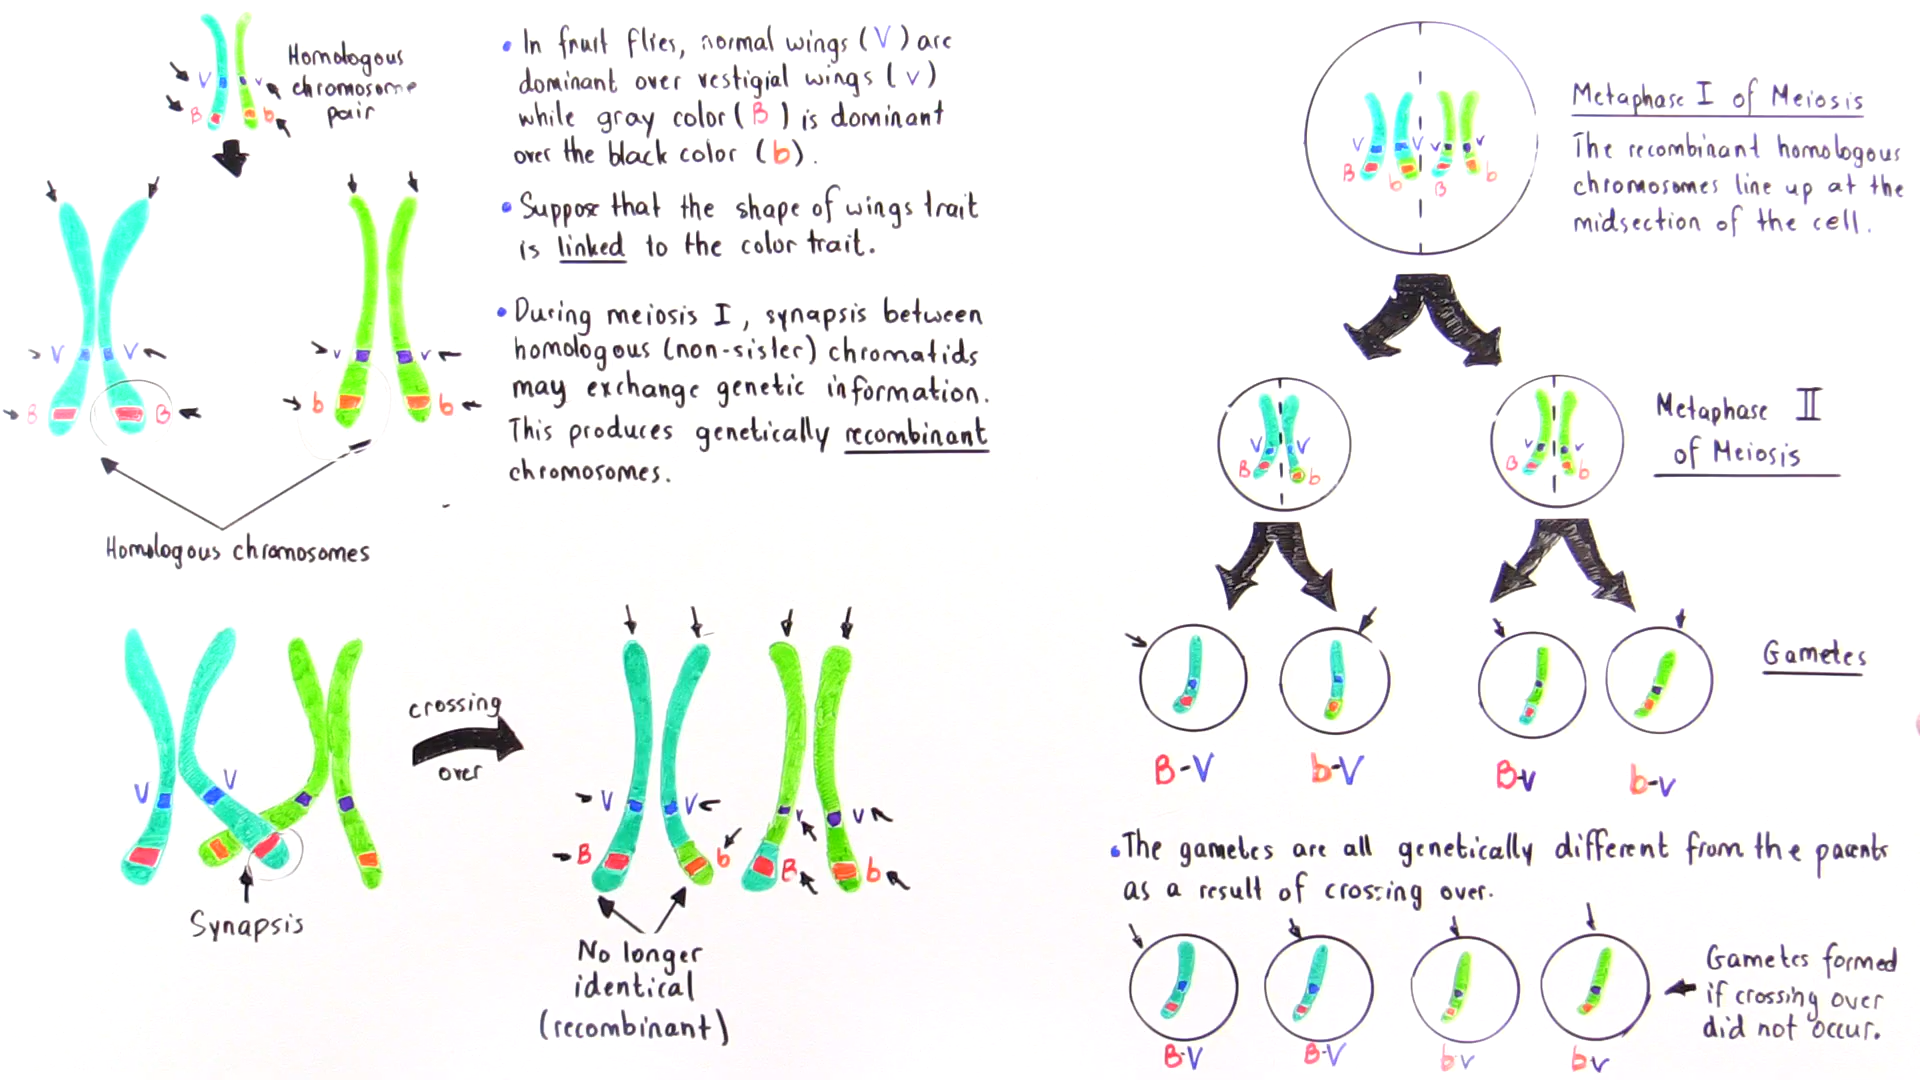 Homologous
chromosome
pair
V
v
B
b
• In fruit flies, normal wings (V) are
dominant over vestigial wings (v)
while gray color (B) is dominant
over the black color (b).
• Suppose that the shape of wings trait
is linked to the color trait.
• During meiosis I, synapsis between
homologous (non-sister) chromatids
may exchange genetic information.
This produces genetically recombinant
chromosomes.
V V
v v
B B
b b
Homologous chromosomes
V V
Synapsis
crossing
over
V V v v
B b B b
No longer
identical
(recombinant)
Metaphase I of Meiosis
The recombinant homologous
chromosomes line up at the
midsection of the cell.
V V v v
B b B b
Metaphase II
of Meiosis
V V
B b
v v
B b
Gametes
B-V b-V B-v b-v
• The gametes are all genetically different from the parents
as a result of crossing over.
Gametes formed
if crossing over
did not occur.
B-V B-V b v b v